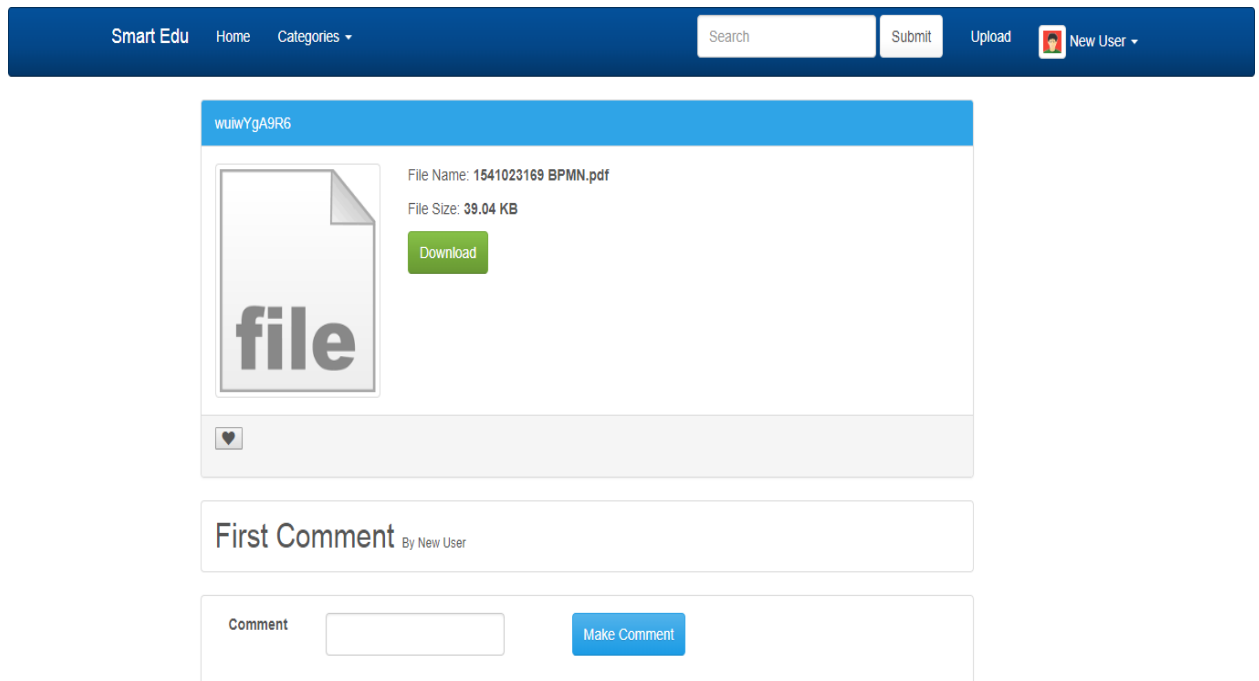 Smart Edu Home Categories Search Submit Upload New User
wuiwYgA9R6
File Name: 1541023169 BPMN.pdf
File Size: 39.04 KB
Download
file
First Comment By New User
Comment Make Comment